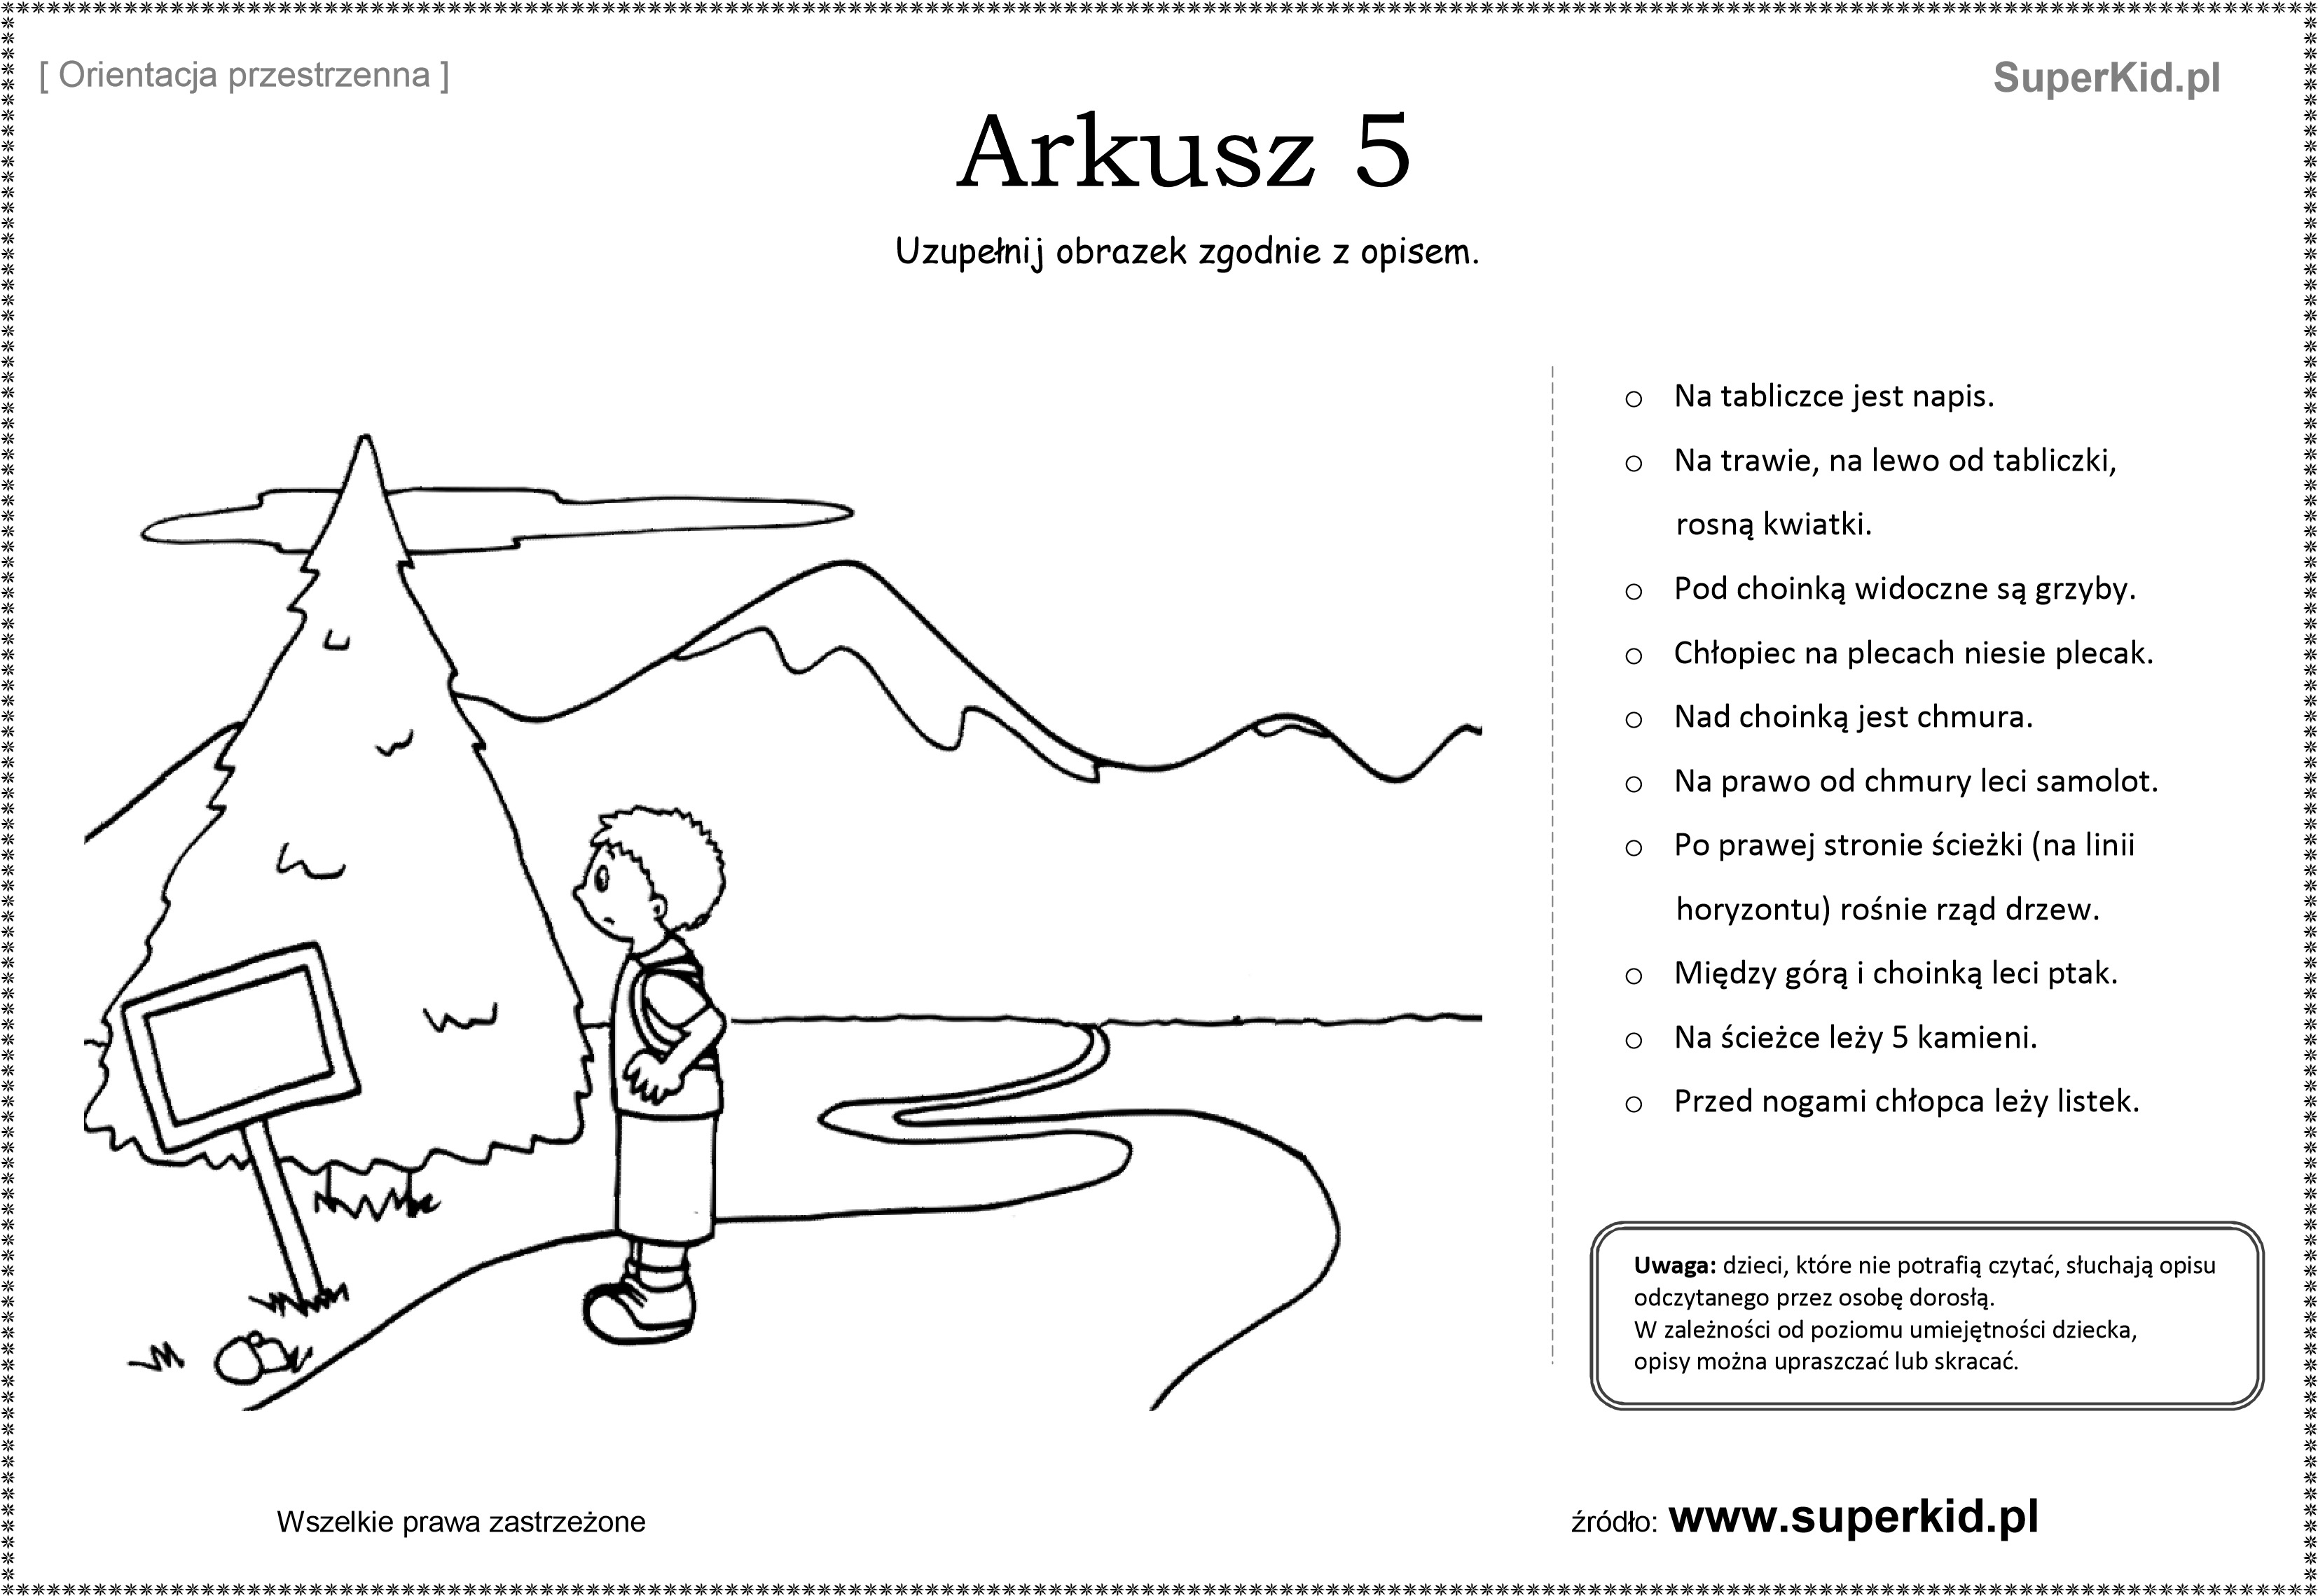 [ Orientacja przestrzenna ]
SuperKid.pl
Arkusz 5
Uzupełnij obrazek zgodnie z opisem.
o Na tabliczce jest napis.
o Na trawie, na lewo od tabliczki,
rosną kwiatki.
o Pod choinką widoczne są grzyby.
o Chłopiec na plecach niesie plecak.
o Nad choinką jest chmura.
o Na prawo od chmury leci samolot.
o Po prawej stronie ścieżki (na linii
horyzontu) rośnie rząd drzew.
o Między górą i choinką leci ptak.
o Na ścieżce leży 5 kamieni.
o Przed nogami chłopca leży listek.
Uwaga: dzieci, które nie potrafią czytać, słuchają opisu
odczytanego przez osobę dorosłą.
W zależności od poziomu umiejętności dziecka,
opisy można upraszczać lub skracać.
Wszelkie prawa zastrzeżone
źródło: www.superkid.pl